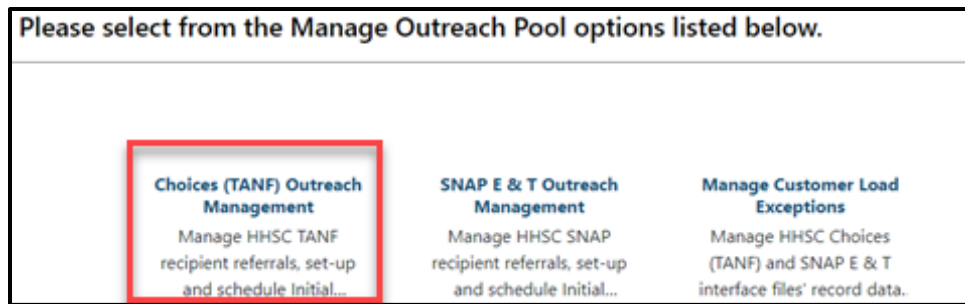 Please select from the Manage Outreach Pool options listed below.
Choices (TANF) Outreach
Management
Manage HHSC TANF
recipient referrals, set-up
and schedule Initial...
SNAP E & T Outreach
Management
Manage HHSC SNAP
recipient referrals, set-up
and schedule Initial...
Manage Customer Load
Exceptions
Manage HHSC Choices
(TANF) and SNAP E & T
interface files' record data.